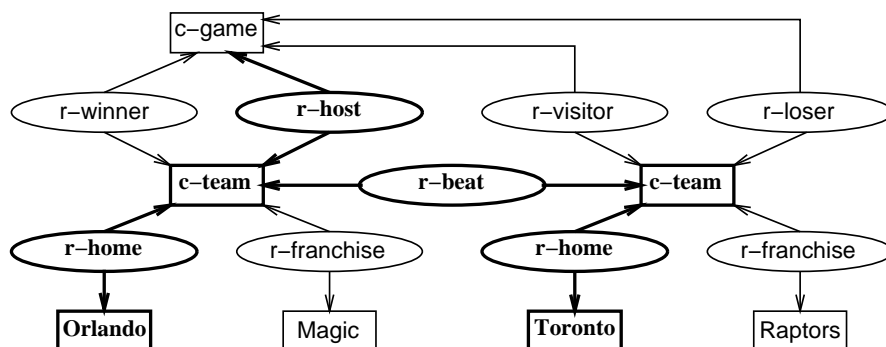 c−game
r−winner
r−host
r−visitor
r−loser
c−team
r−beat
c−team
r−home
r−franchise
r−home
r−franchise
Orlando
Magic
Toronto
Raptors